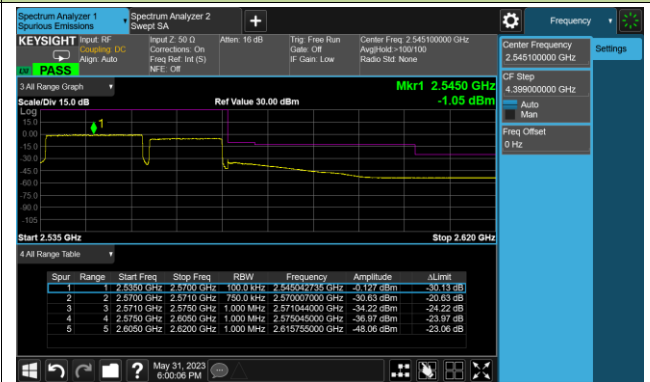 Spectrum Analyzer 1
Spurious Emissions
Spectrum Analyzer 2
Swept SA
Frequency
KEYSIGHT
Input: RF
Coupling: DC
Align: Auto
Input Z: 50 Ω
Corrections: On
Freq Ref: Int (S)
NFE: Off
Atten: 16 dB
Trig: Free Run
Gate: Off
IF Gain: Low
Center Freq: 2.545100000 GHz
Avg|Hold:>100/100
Radio Std: None
PASS
Center Frequency
2.545100000 GHz
Settings
CF Step
4.399000000 GHz
Auto
Man
Freq Offset
0 Hz
3 All Range Graph
Mkr1 2.5450 GHz
-1.05 dBm
Scale/Div 15.0 dB
Ref Value 30.00 dBm
Log
15.0
0.00
-15.0
-30.0
-45.0
-60.0
-75.0
-90.0
-105
1
Start 2.535 GHz
Stop 2.620 GHz
4 All Range Table
Spur Range Start Freq Stop Freq RBW Frequency Amplitude ΔLimit
1 1 2.5350 GHz 2.5700 GHz 100.0 kHz 2.545042735 GHz -0.127 dBm -30.13 dB
2 2 2.5700 GHz 2.5710 GHz 750.0 kHz 2.570007000 GHz -30.63 dBm -20.63 dB
3 3 2.5710 GHz 2.5750 GHz 1.000 MHz 2.571044000 GHz -34.22 dBm -24.22 dB
4 4 2.5750 GHz 2.6050 GHz 1.000 MHz 2.575045000 GHz -36.97 dBm -23.97 dB
5 5 2.6050 GHz 2.6200 GHz 1.000 MHz 2.615755000 GHz -48.06 dBm -23.06 dB
May 31, 2023
6:00:06 PM